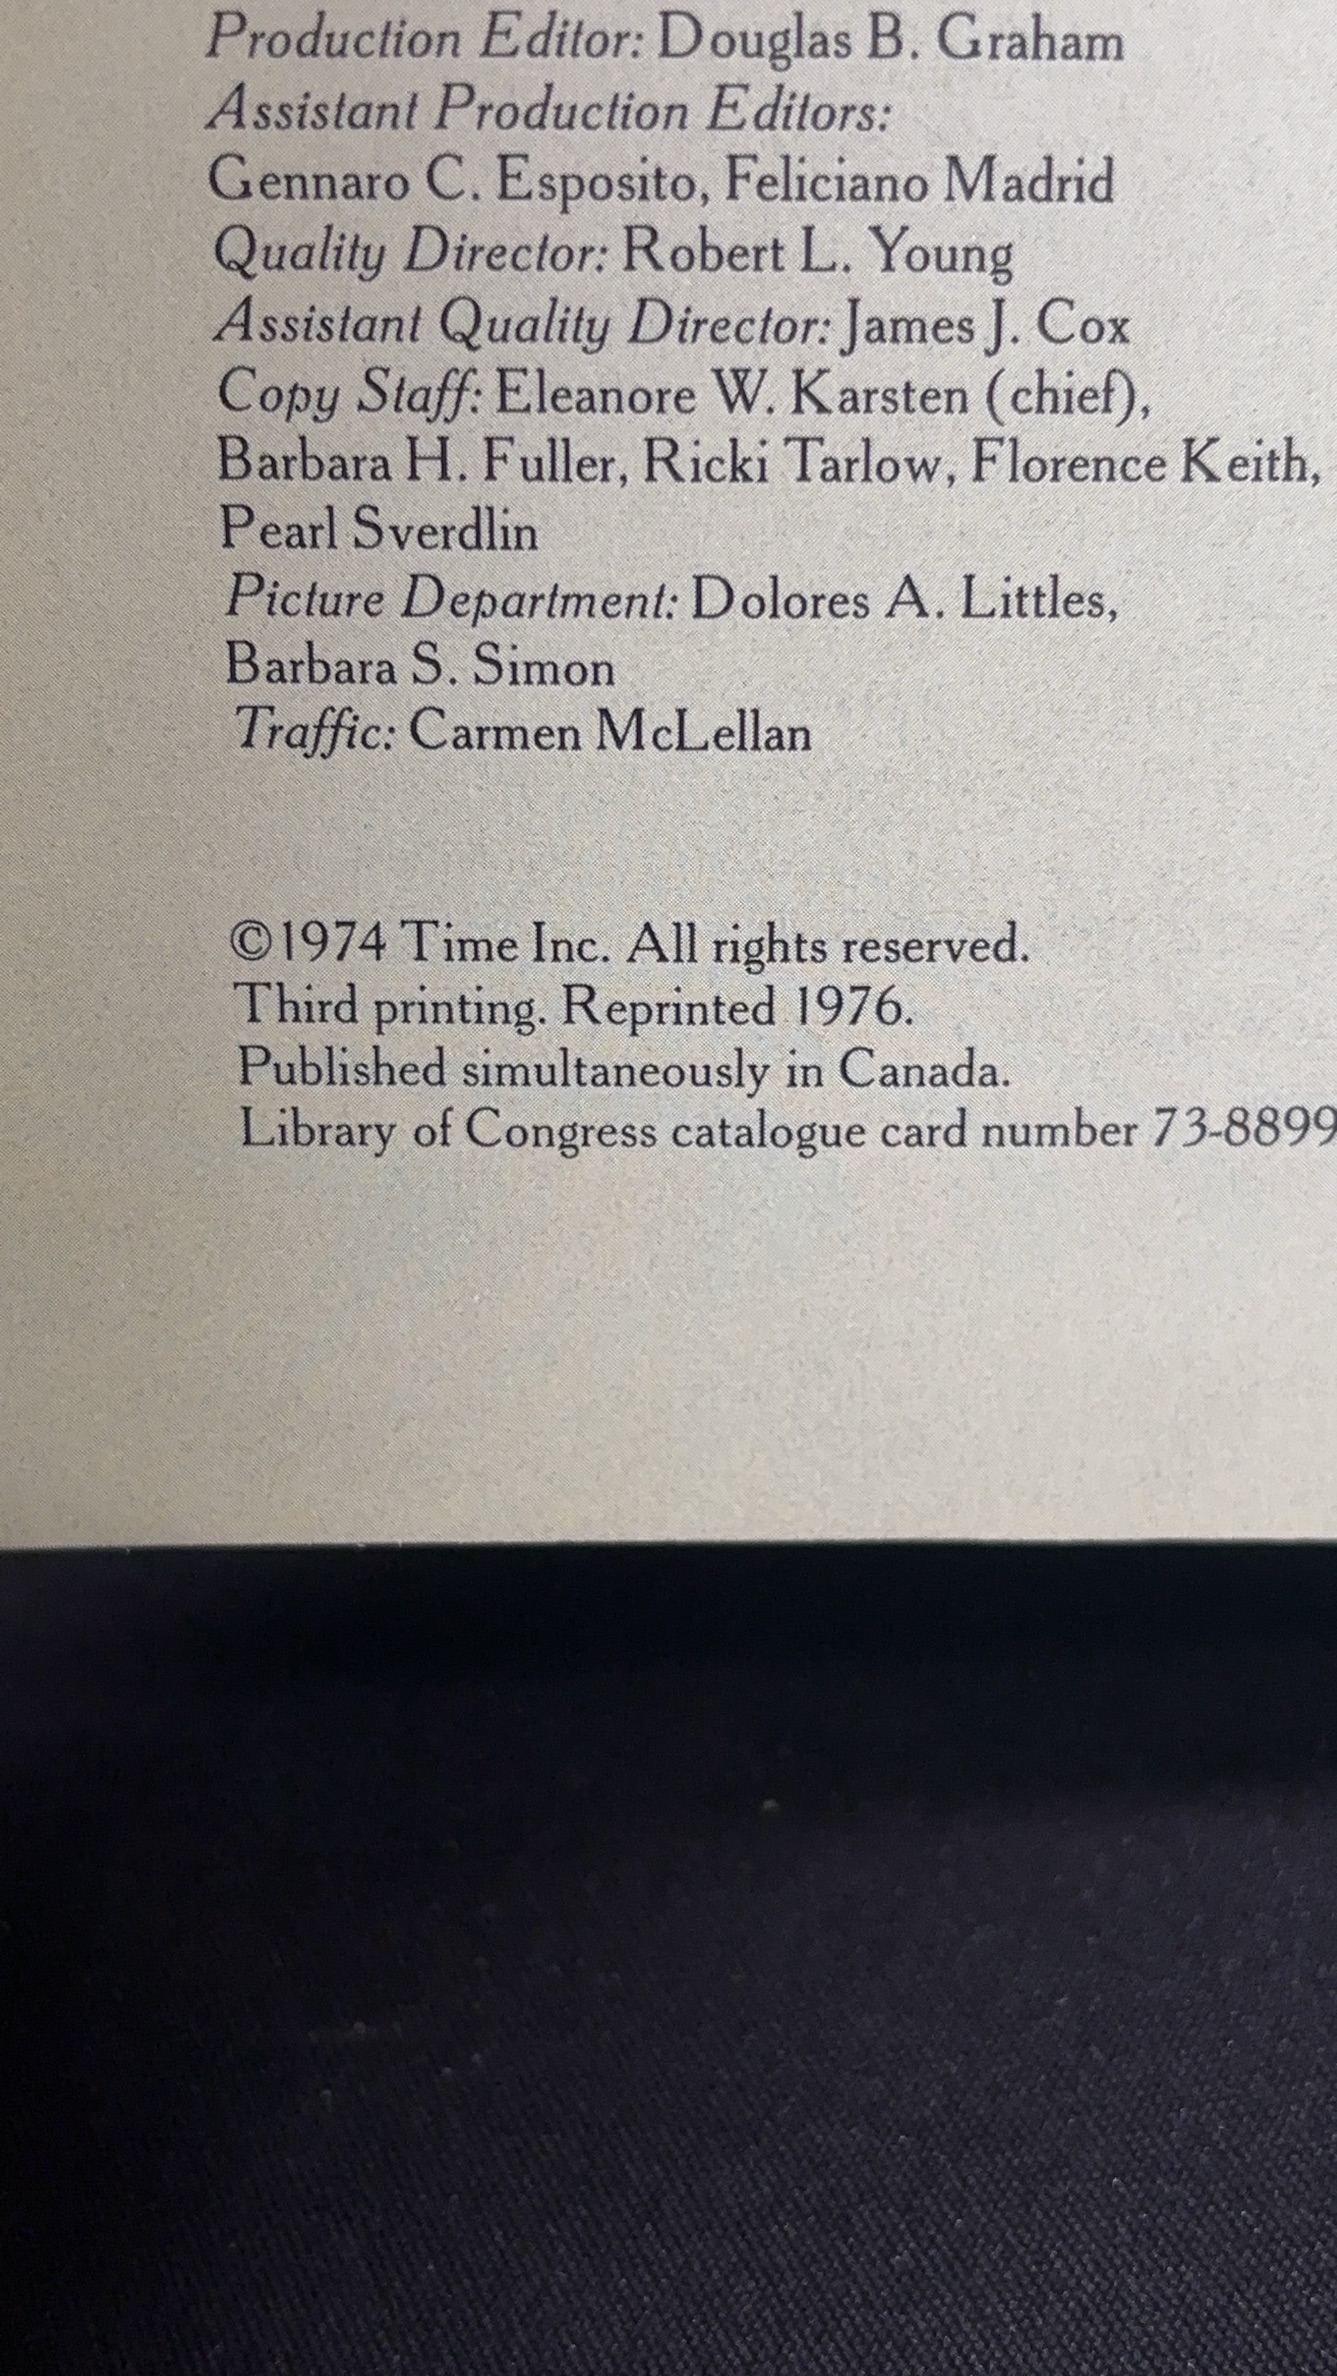 Production Editor: Douglas B. Graham
Assistant Production Editors:
Gennaro C. Esposito, Feliciano Madrid
Quality Director: Robert L. Young
Assistant Quality Director: James J. Cox
Copy Staff: Eleanore W. Karsten (chief),
Barbara H. Fuller, Ricki Tarlow, Florence Keith,
Pearl Sverdlin
Picture Department: Dolores A. Littles,
Barbara S. Simon
Traffic: Carmen McLellan
©1974 Time Inc. All rights reserved.
Third printing. Reprinted 1976.
Published simultaneously in Canada.
Library of Congress catalogue card number 73-8899